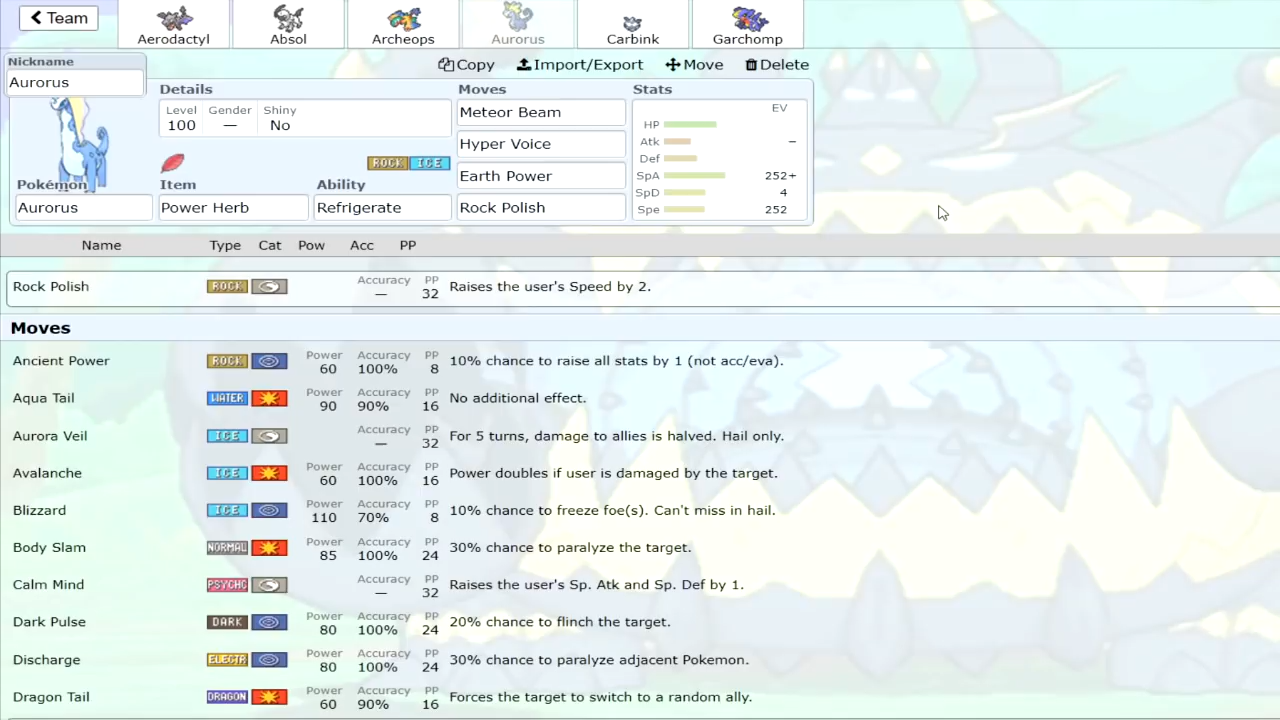 Team
Aerodactyl
Absol
Archeops
Aurorus
Carbink
Garchomp
Nickname
Aurorus
Copy
Import/Export
Move
Delete
Details
Moves
Stats
Level Gender Shiny
100 — No
ROCK ICE
Pokémon
Aurorus
Item
Power Herb
Ability
Refrigerate
Meteor Beam
Hyper Voice
Earth Power
Rock Polish
EV
HP
Atk –
Def
SpA 252+
SpD 4
Spe 252
Name Type Cat Pow Acc PP
Rock Polish ROCK Accuracy — PP 32 Raises the user's Speed by 2.
Moves
Ancient Power ROCK Power 60 Accuracy 100% PP 8 10% chance to raise all stats by 1 (not acc/eva).
Aqua Tail WATER Power 90 Accuracy 90% PP 16 No additional effect.
Aurora Veil ICE Accuracy — PP 32 For 5 turns, damage to allies is halved. Hail only.
Avalanche ICE Power 60 Accuracy 100% PP 16 Power doubles if user is damaged by the target.
Blizzard ICE Power 110 Accuracy 70% PP 8 10% chance to freeze foe(s). Can't miss in hail.
Body Slam NORMAL Power 85 Accuracy 100% PP 24 30% chance to paralyze the target.
Calm Mind PSYCHC Accuracy — PP 32 Raises the user's Sp. Atk and Sp. Def by 1.
Dark Pulse DARK Power 80 Accuracy 100% PP 24 20% chance to flinch the target.
Discharge ELECTR Power 80 Accuracy 100% PP 24 30% chance to paralyze adjacent Pokemon.
Dragon Tail DRAGON Power 60 Accuracy 90% PP 16 Forces the target to switch to a random ally.